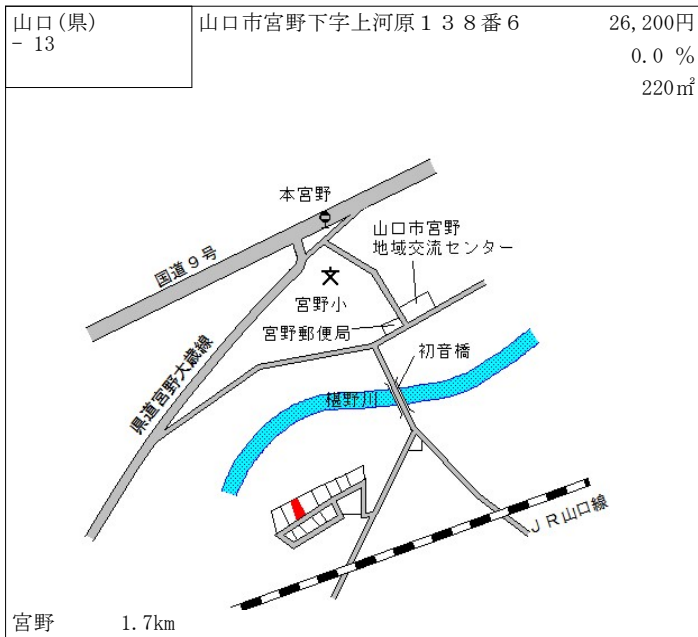 山口(県)
- 13
山口市宮野下字上河原１３８番６
26,200円
0.0 %
220㎡
本宮野
国道９号
山口市宮野
地域交流センター
宮野小
宮野郵便局
初音橋
県道宮野大歳線
椹野川
ＪＲ山口線
宮野 1.7km